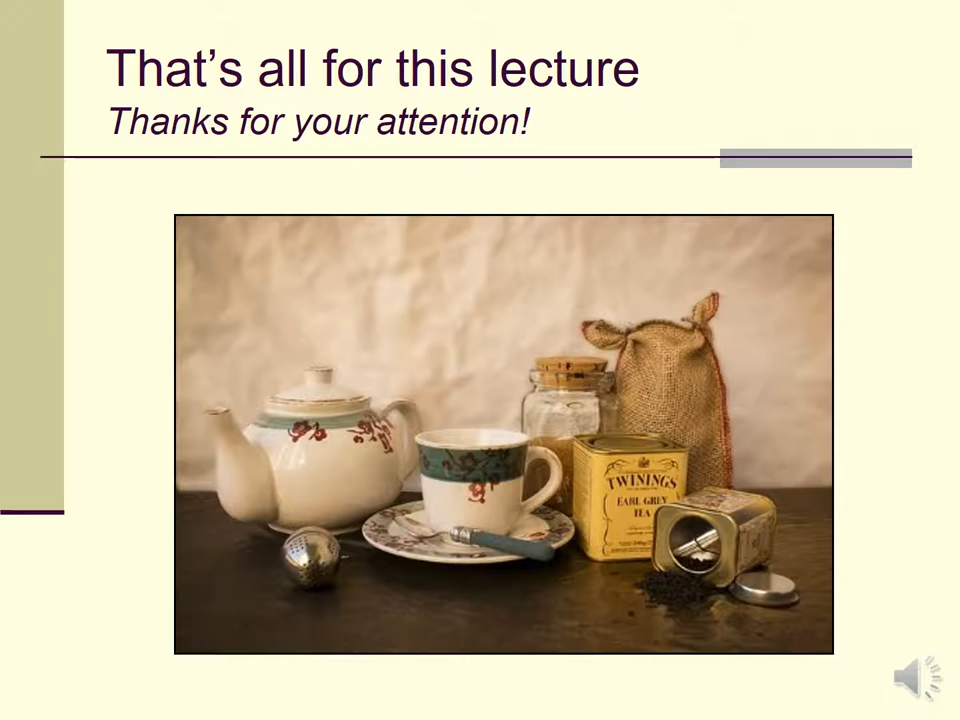 That’s all for this lecture
Thanks for your attention!
TWININGS
EARL GREY
TEA